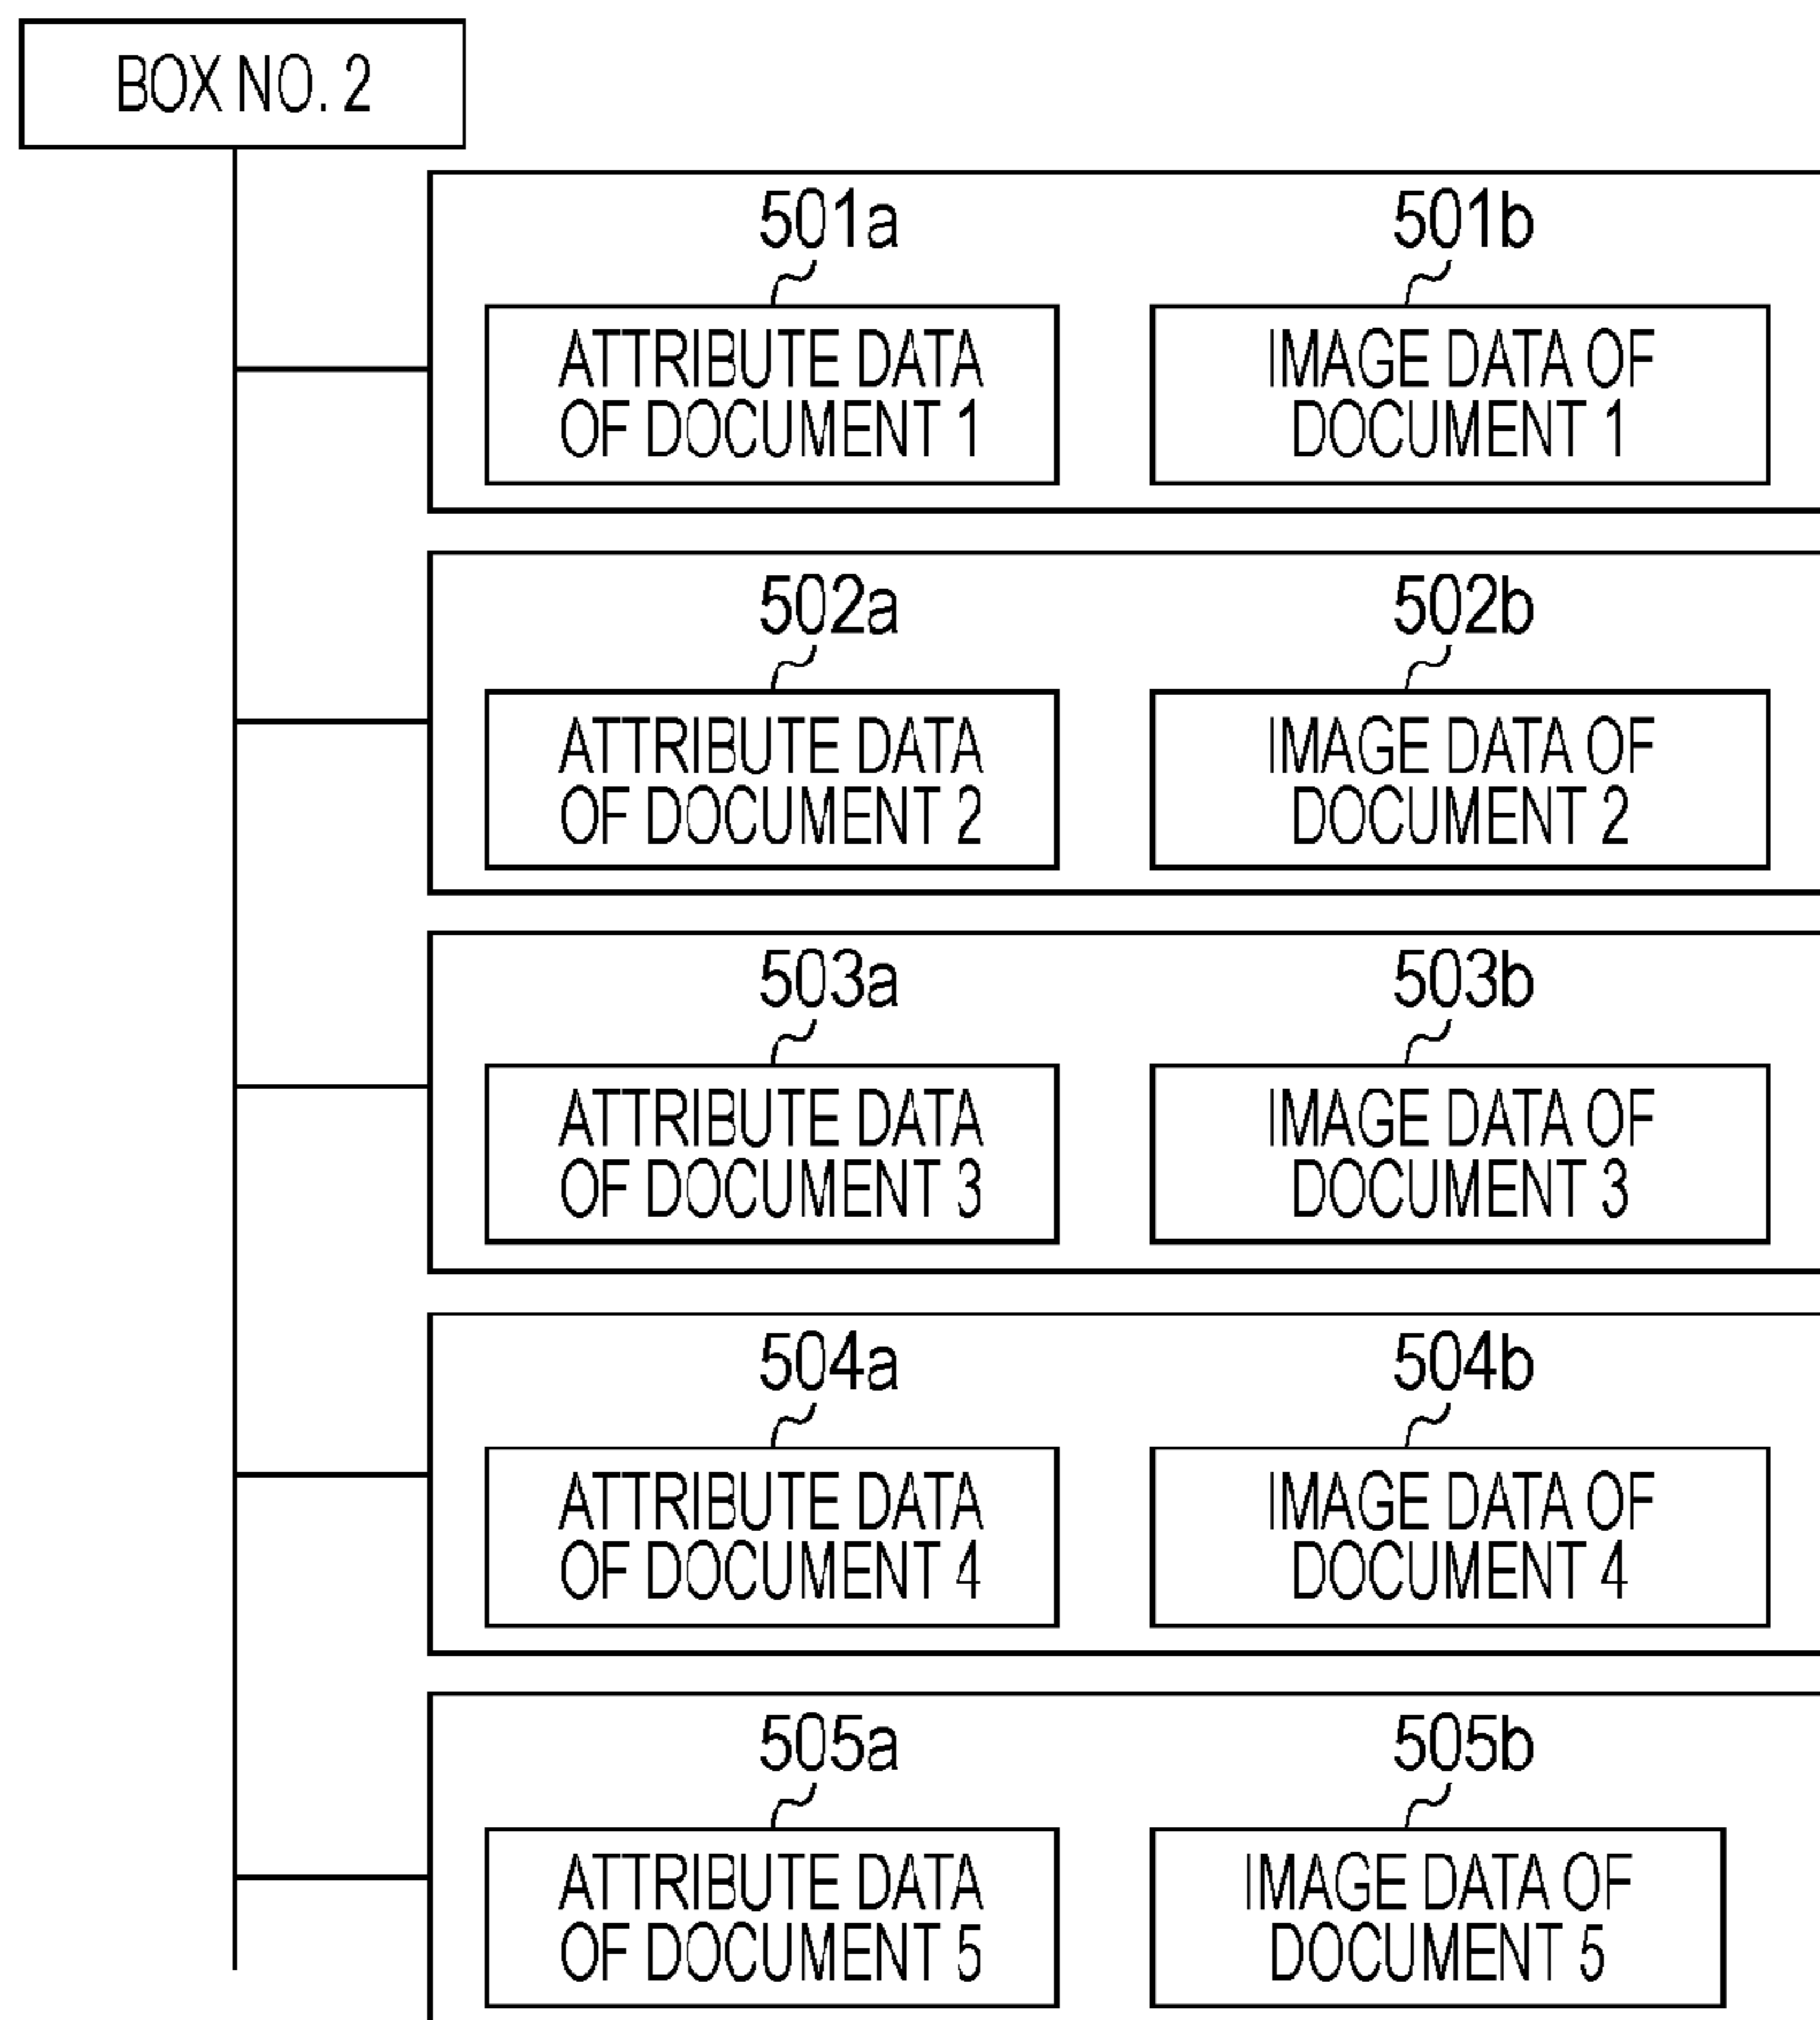 BOX NO. 2
501a
501b
ATTRIBUTE DATA
OF DOCUMENT 1
IMAGE DATA OF
DOCUMENT 1
502a
502b
ATTRIBUTE DATA
OF DOCUMENT 2
IMAGE DATA OF
DOCUMENT 2
503a
503b
ATTRIBUTE DATA
OF DOCUMENT 3
IMAGE DATA OF
DOCUMENT 3
504a
504b
ATTRIBUTE DATA
OF DOCUMENT 4
IMAGE DATA OF
DOCUMENT 4
505a
505b
ATTRIBUTE DATA
OF DOCUMENT 5
IMAGE DATA OF
DOCUMENT 5